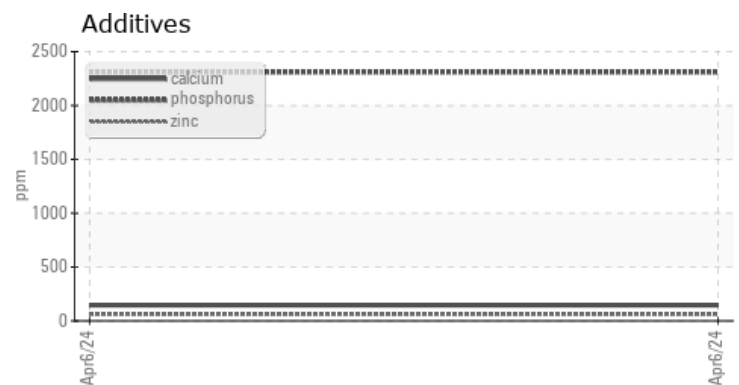 Additives
2500
calcium
phosphorus
2000
zinc
1500
ppm
1000
500
0
Apr6/24
Apr6/24